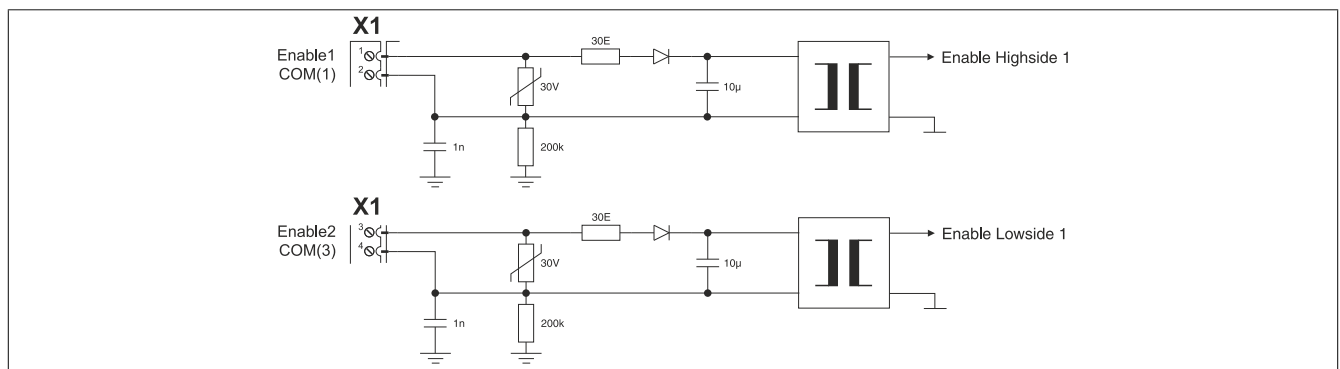 X1
Enable1
COM(1)
1
2
30E
30V
10µ
1n
200k
Enable Highside 1
X1
Enable2
COM(3)
3
4
30E
30V
10µ
1n
200k
Enable Lowside 1